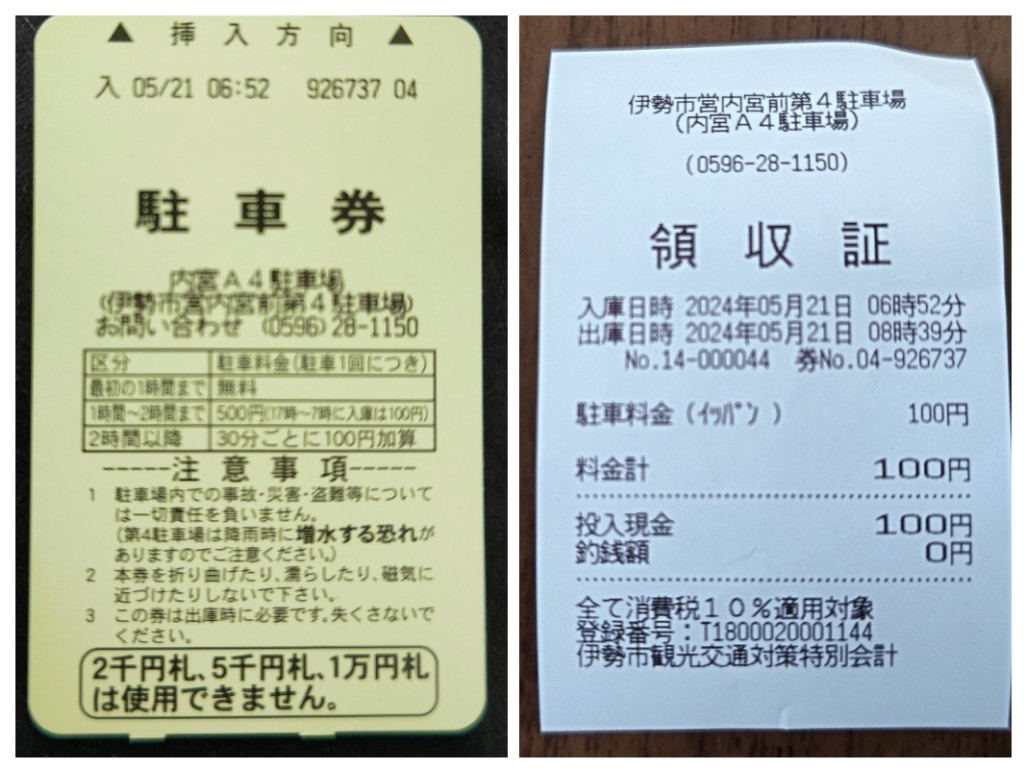 ▲ 挿入方向 ▲
入 05/21 06:52 926737 04
駐車券
内宮A4駐車場
(伊勢市営内宮前第4駐車場)
お問い合わせ (0596)28-1150
区分 駐車料金(駐車1回につき)
最初の1時間まで 無料
1時間~2時間まで 500円(17時~7時に入庫は100円)
2時間以降 30分ごとに100円加算
-----注意事項-----
1 駐車場内での事故・災害・盗難等について
は一切責任を負いません。
(第4駐車場は降雨時に増水する恐れが
ありますのでご注意ください。)
2 本券を折り曲げたり、濡らしたり、磁気に
近づけたりしないで下さい。
3 この券は出庫時に必要です。失くさないで
ください。
2千円札、5千円札、1万円札
は使用できません。
伊勢市営内宮前第4駐車場
(内宮A4駐車場)
(0596-28-1150)
領収証
入庫日時 2024年05月21日 06時52分
出庫日時 2024年05月21日 08時39分
No.14-000044 券No.04-926737
駐車料金(イッパン ) 100円
料金計 100円
投入現金 100円
釣銭額 0円
全て消費税10%適用対象
登録番号:T1800020001144
伊勢市観光交通対策特別会計